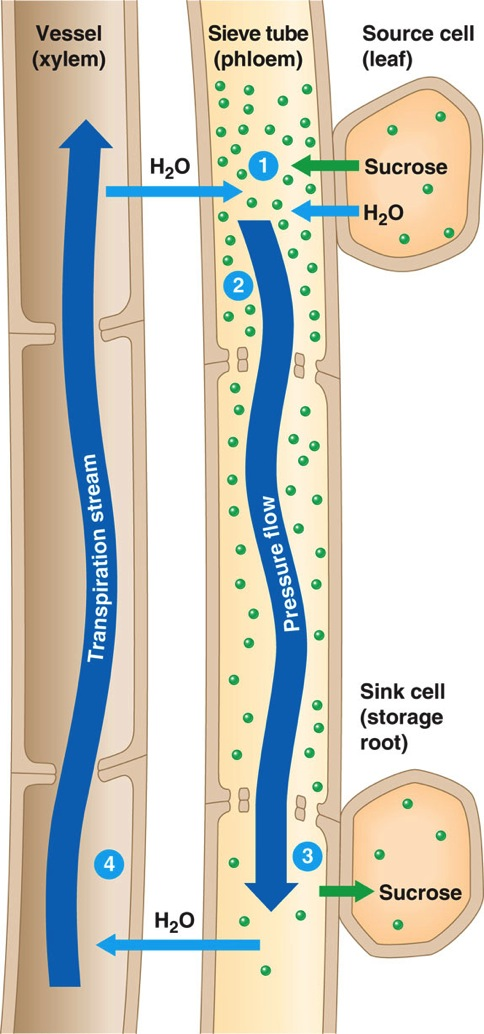 Vessel
(xylem)
Sieve tube
(phloem)
Source cell
(leaf)
H₂O
1
Sucrose
H₂O
2
Transpiration stream
Pressure flow
Sink cell
(storage
root)
3
4
Sucrose
H₂O